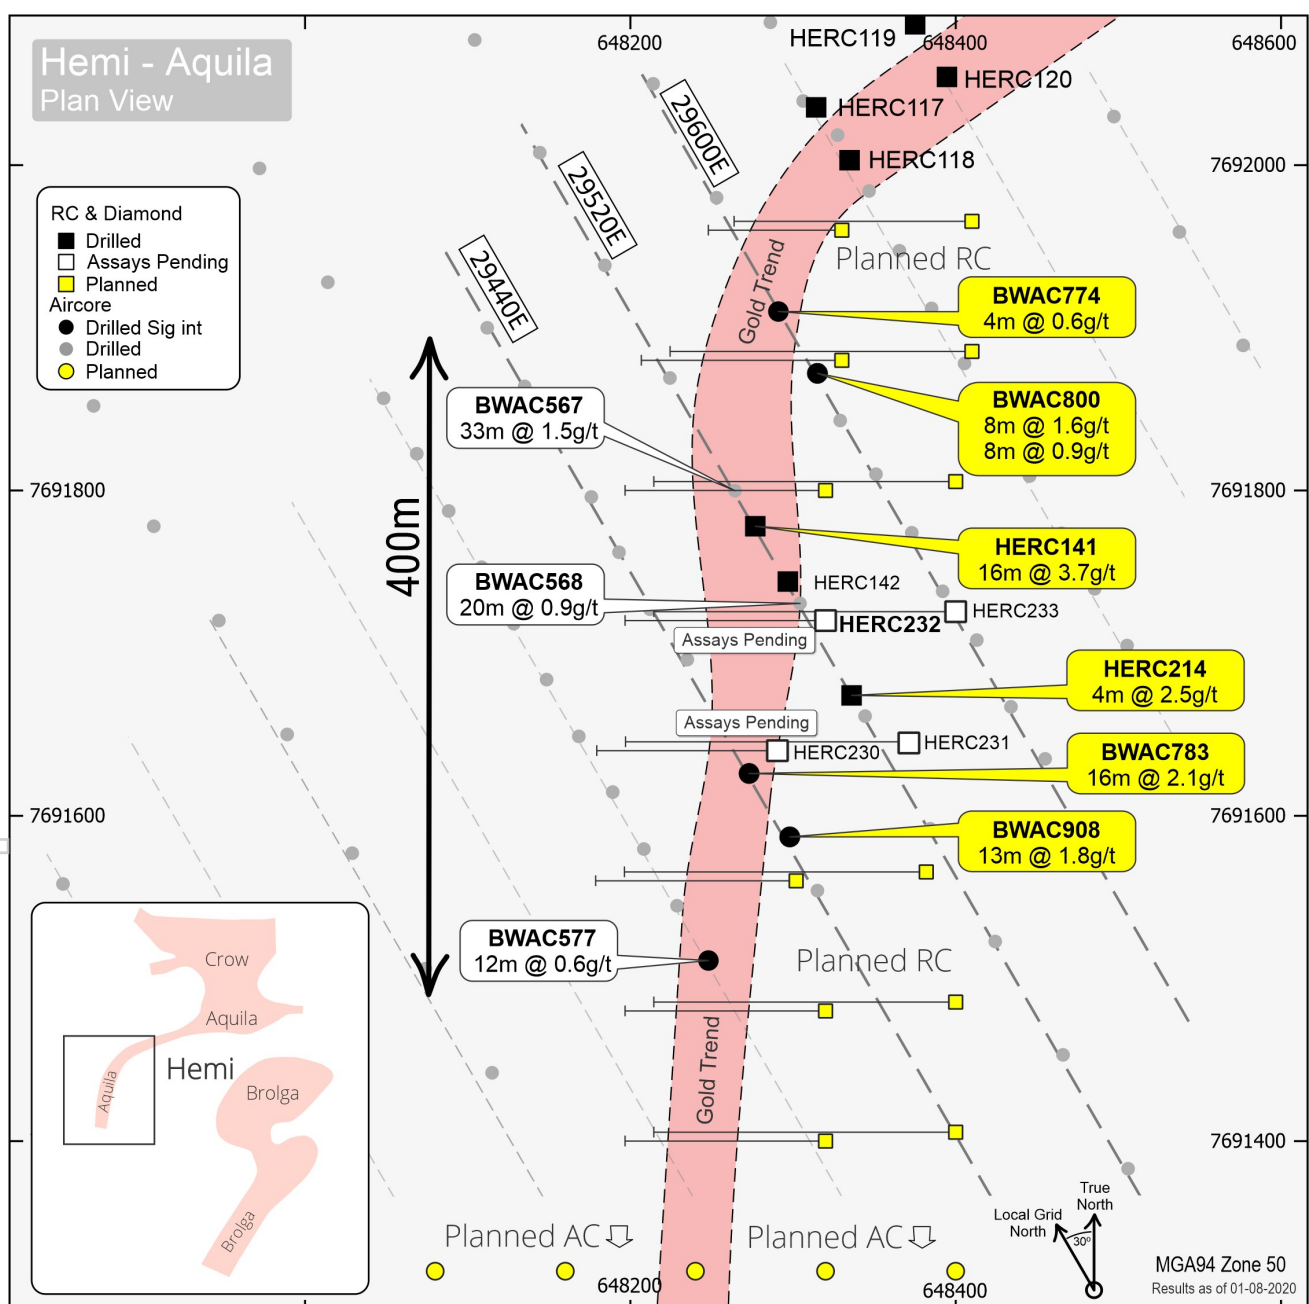 Hemi - Aquila
Plan View
648200
648400
648600
HERC119
HERC120
HERC117
HERC118
29600E
29520E
29440E
7692000
RC & Diamond
Drilled
Assays Pending
Planned
Aircore
Drilled Sig int
Drilled
Planned
Planned RC
Gold Trend
BWAC774
4m @ 0.6g/t
BWAC567
33m @ 1.5g/t
BWAC800
8m @ 1.6g/t
8m @ 0.9g/t
7691800
7691800
400m
HERC141
16m @ 3.7g/t
BWAC568
20m @ 0.9g/t
HERC142
HERC233
HERC232
Assays Pending
HERC214
4m @ 2.5g/t
Assays Pending
HERC230
HERC231
BWAC783
16m @ 2.1g/t
7691600
7691600
BWAC908
13m @ 1.8g/t
BWAC577
12m @ 0.6g/t
Planned RC
Gold Trend
Crow
Aquila
Hemi
Aquila
Brolga
Brolga
7691400
Planned AC
Planned AC
648200
648400
True
North
Local Grid
North
30º
MGA94 Zone 50
Results as of 01-08-2020